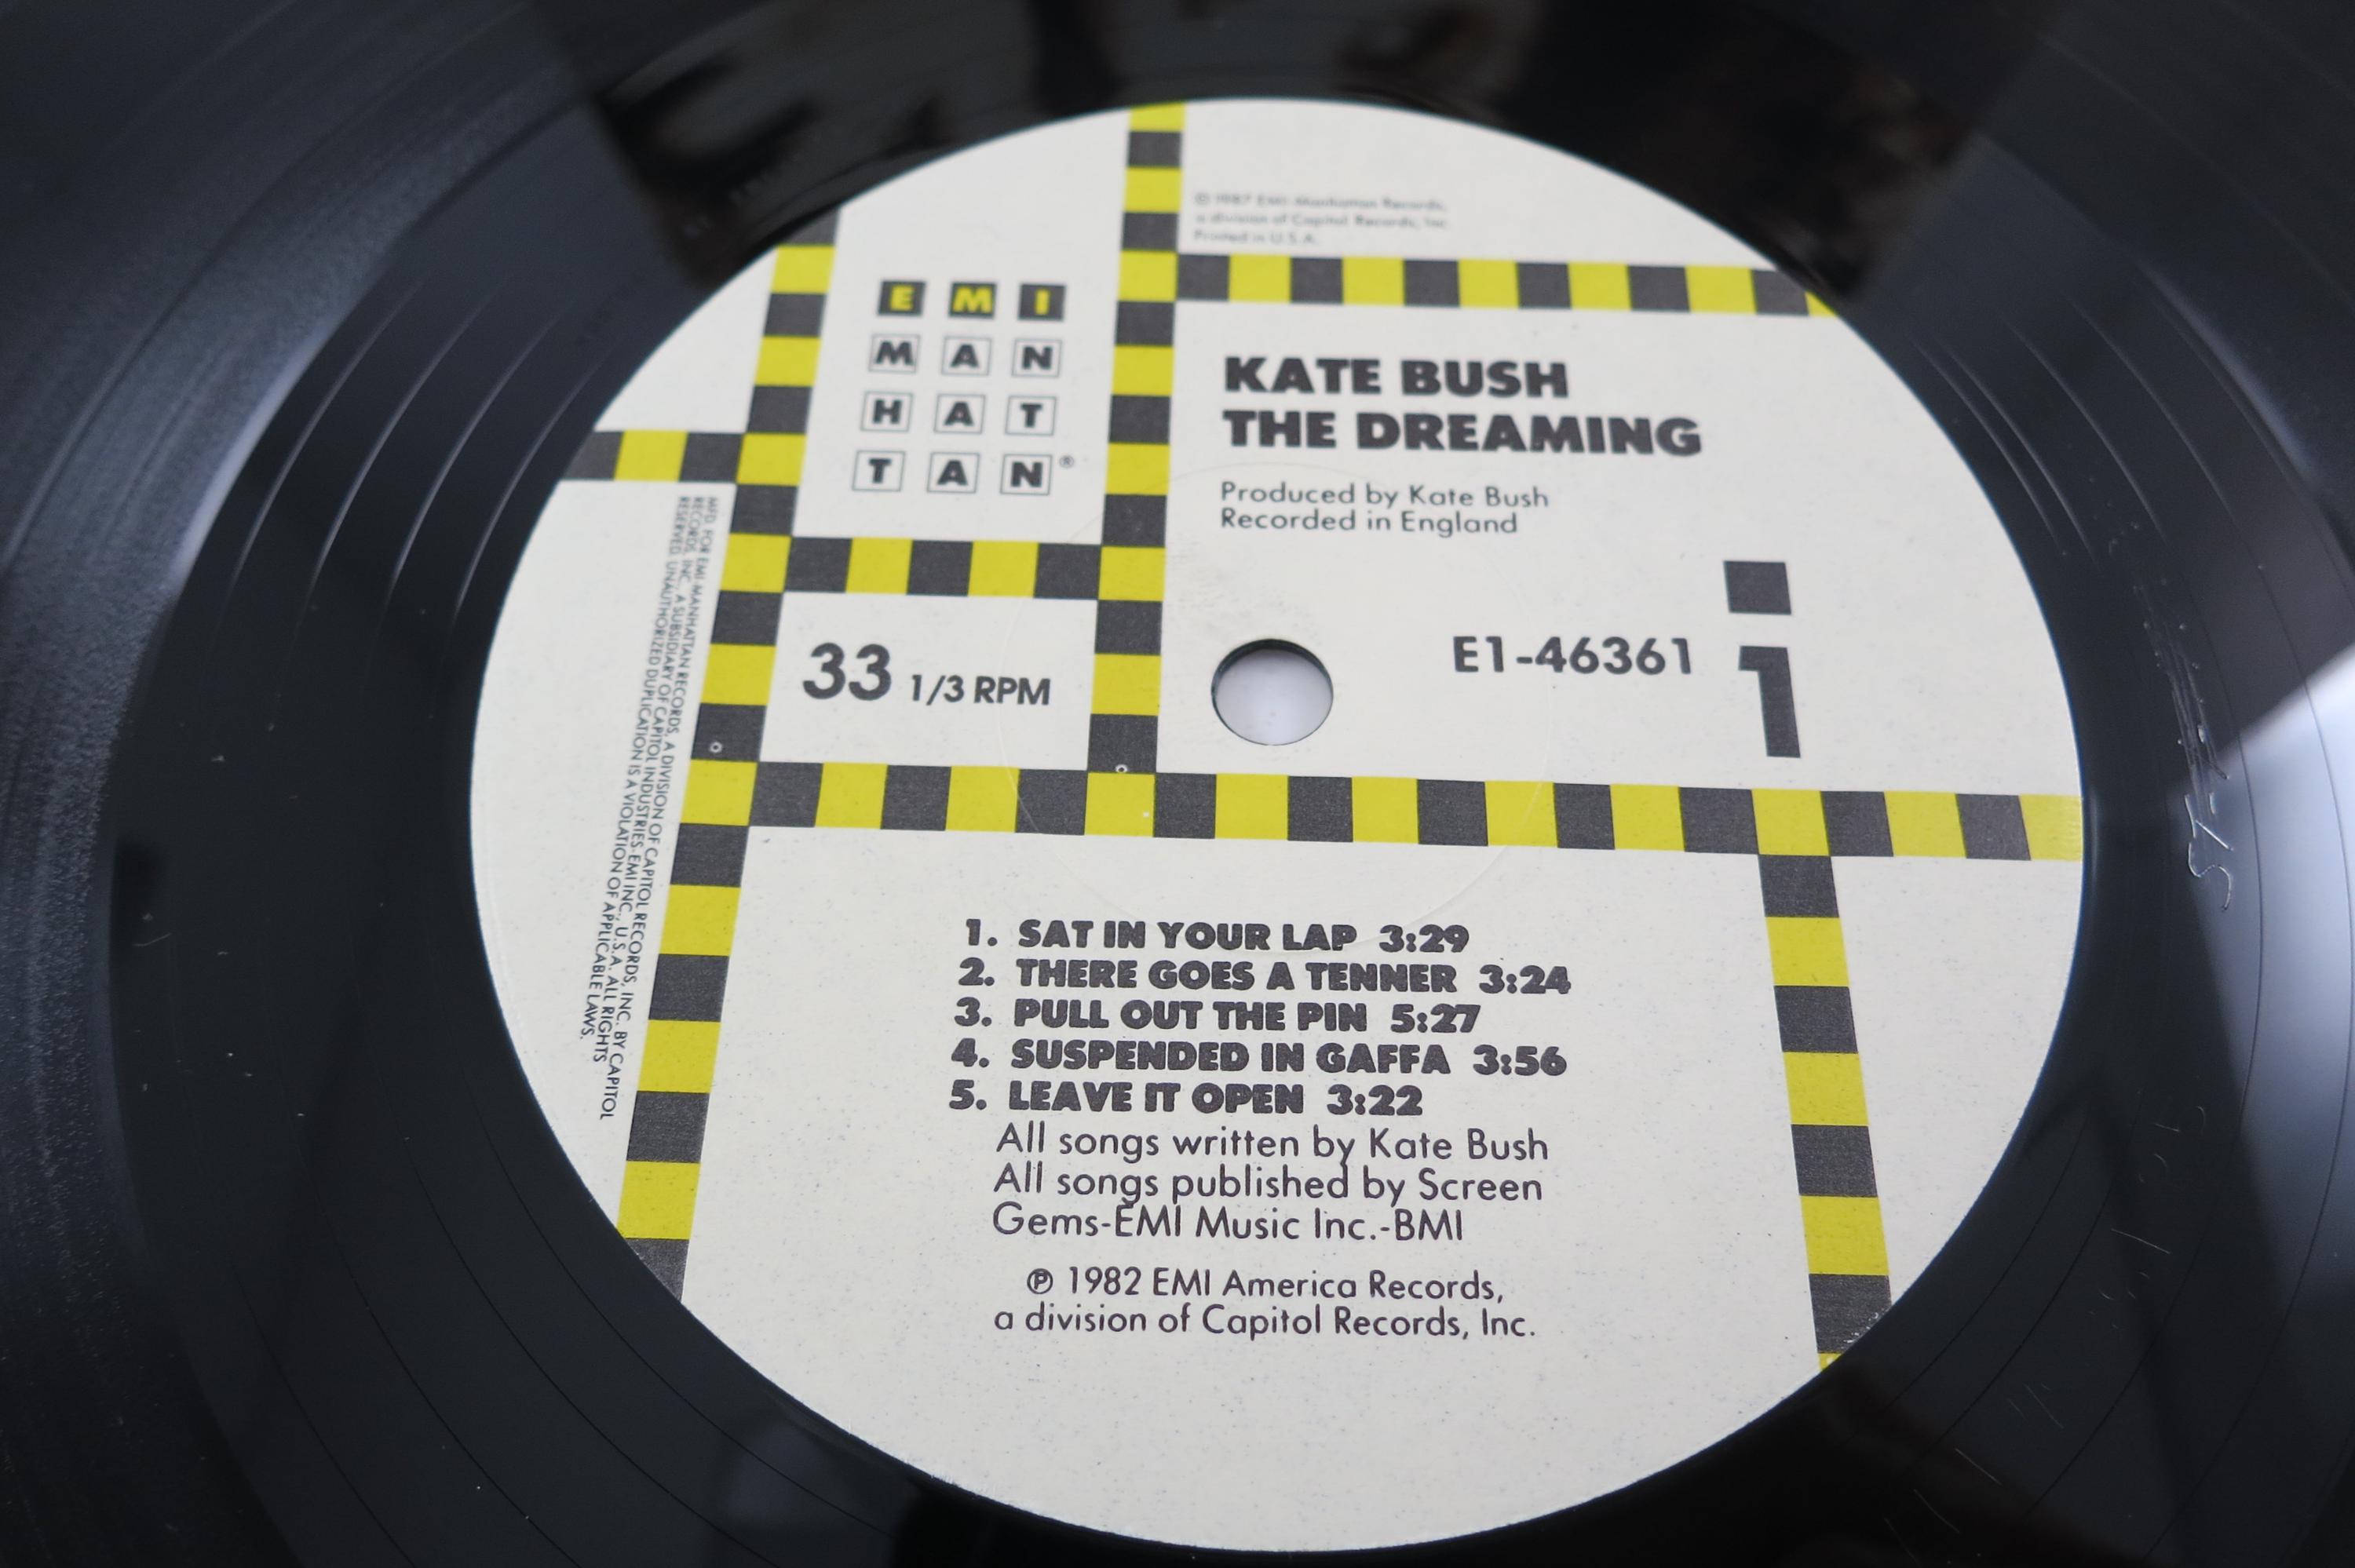 © 1987 EMI-Manhattan Records,
a division of Capitol Records, Inc.
Printed in U.S.A.
E M I
M A N
H A T
T A N®
KATE BUSH
THE DREAMING
Produced by Kate Bush
Recorded in England
33 1/3 RPM
E1-46361
1
MFD. FOR EMI-MANHATTAN RECORDS, A DIVISION OF CAPITOL RECORDS, INC. BY CAPITOL
RECORDS, INC., A SUBSIDIARY OF CAPITOL INDUSTRIES-EMI INC., U.S.A. ALL RIGHTS
RESERVED. UNAUTHORIZED DUPLICATION IS A VIOLATION OF APPLICABLE LAWS.
1. SAT IN YOUR LAP 3:29
2. THERE GOES A TENNER 3:24
3. PULL OUT THE PIN 5:27
4. SUSPENDED IN GAFFA 3:56
5. LEAVE IT OPEN 3:22
All songs written by Kate Bush
All songs published by Screen
Gems-EMI Music Inc.-BMI
℗ 1982 EMI America Records,
a division of Capitol Records, Inc.